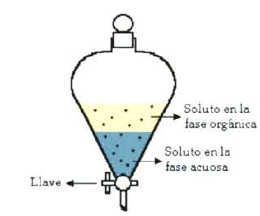 Soluto en la
fase orgánica
Soluto en la
fase acuosa
Llave